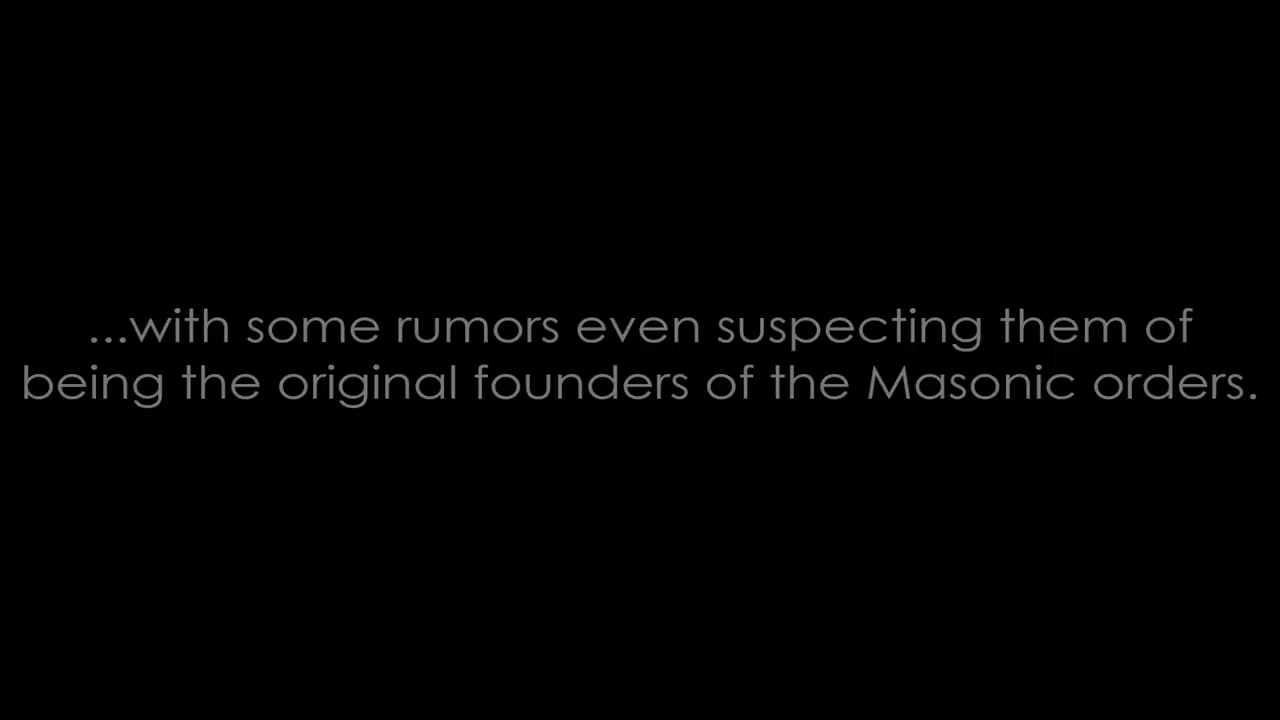 ...with some rumors even suspecting them of
being the original founders of the Masonic orders.